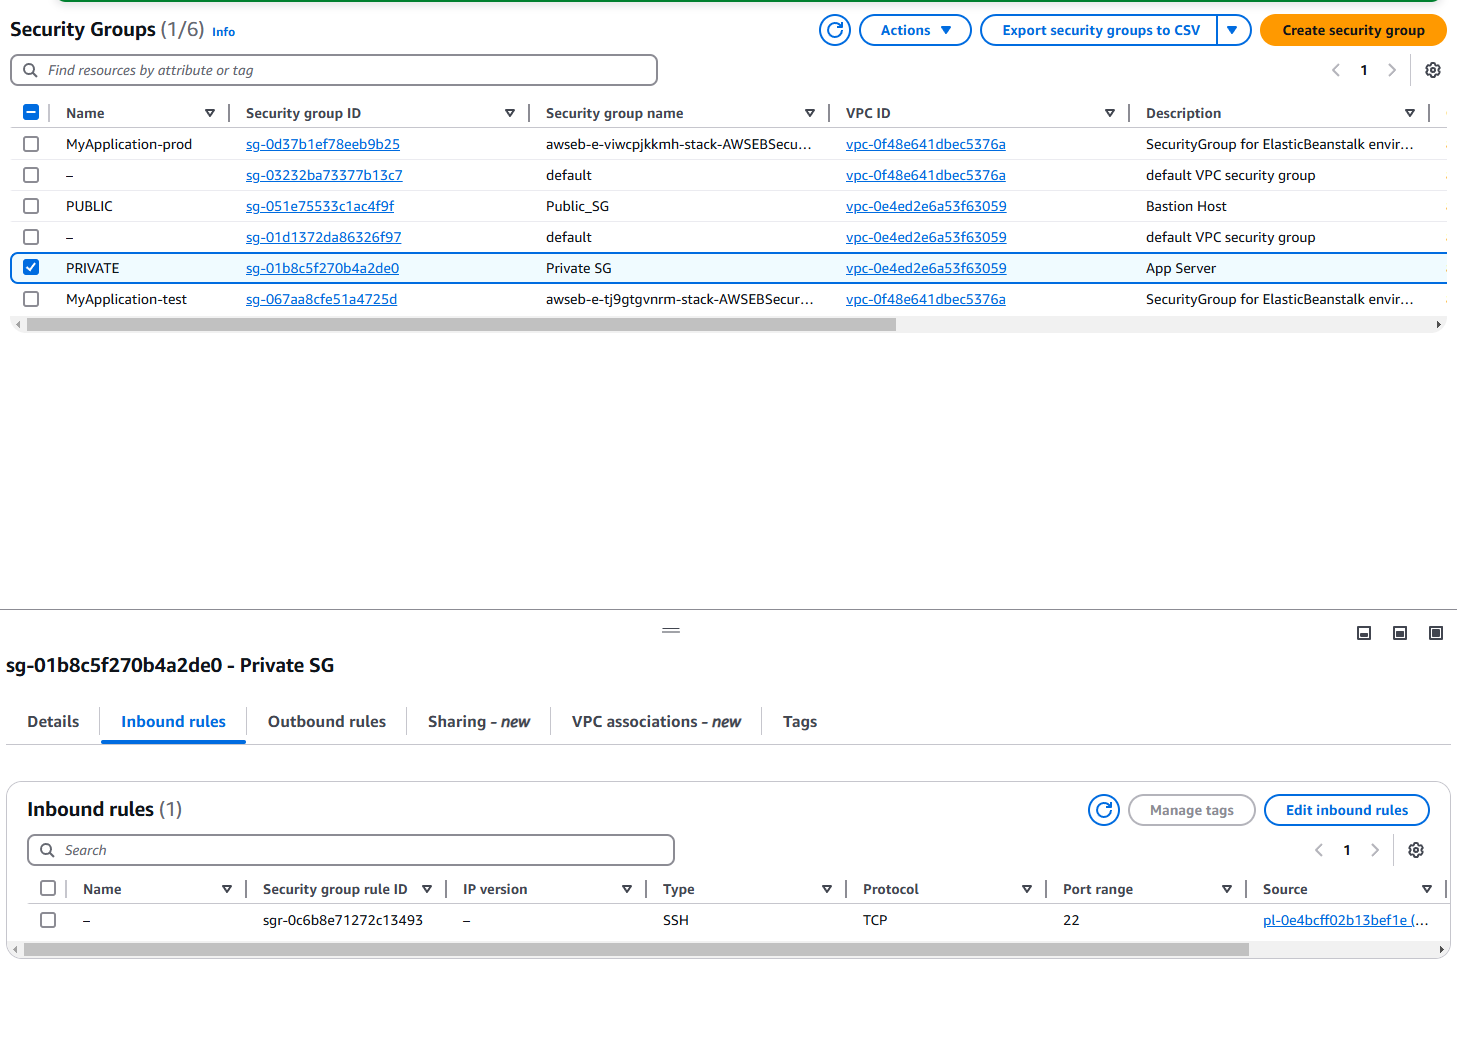 Security Groups (1/6) Info
Actions
Export security groups to CSV
Create security group
Find resources by attribute or tag
1
Name Security group ID Security group name VPC ID Description
MyApplication-prod sg-0d37b1ef78eeb9b25 awseb-e-viwcpjkkmh-stack-AWSEBSecu... vpc-0f48e641dbec5376a SecurityGroup for ElasticBeanstalk envir...
– sg-03232ba73377b13c7 default vpc-0f48e641dbec5376a default VPC security group
PUBLIC sg-051e75533c1ac4f9f Public_SG vpc-0e4ed2e6a53f63059 Bastion Host
– sg-01d1372da86326f97 default vpc-0e4ed2e6a53f63059 default VPC security group
PRIVATE sg-01b8c5f270b4a2de0 Private SG vpc-0e4ed2e6a53f63059 App Server
MyApplication-test sg-067aa8cfe51a4725d awseb-e-tj9gtgvnrm-stack-AWSEBSecur... vpc-0f48e641dbec5376a SecurityGroup for ElasticBeanstalk envir...
sg-01b8c5f270b4a2de0 - Private SG
Details Inbound rules Outbound rules Sharing - new VPC associations - new Tags
Inbound rules (1)
Manage tags
Edit inbound rules
Search
1
Name Security group rule ID IP version Type Protocol Port range Source
– sgr-0c6b8e71272c13493 – SSH TCP 22 pl-0e4bcff02b13bef1e (...